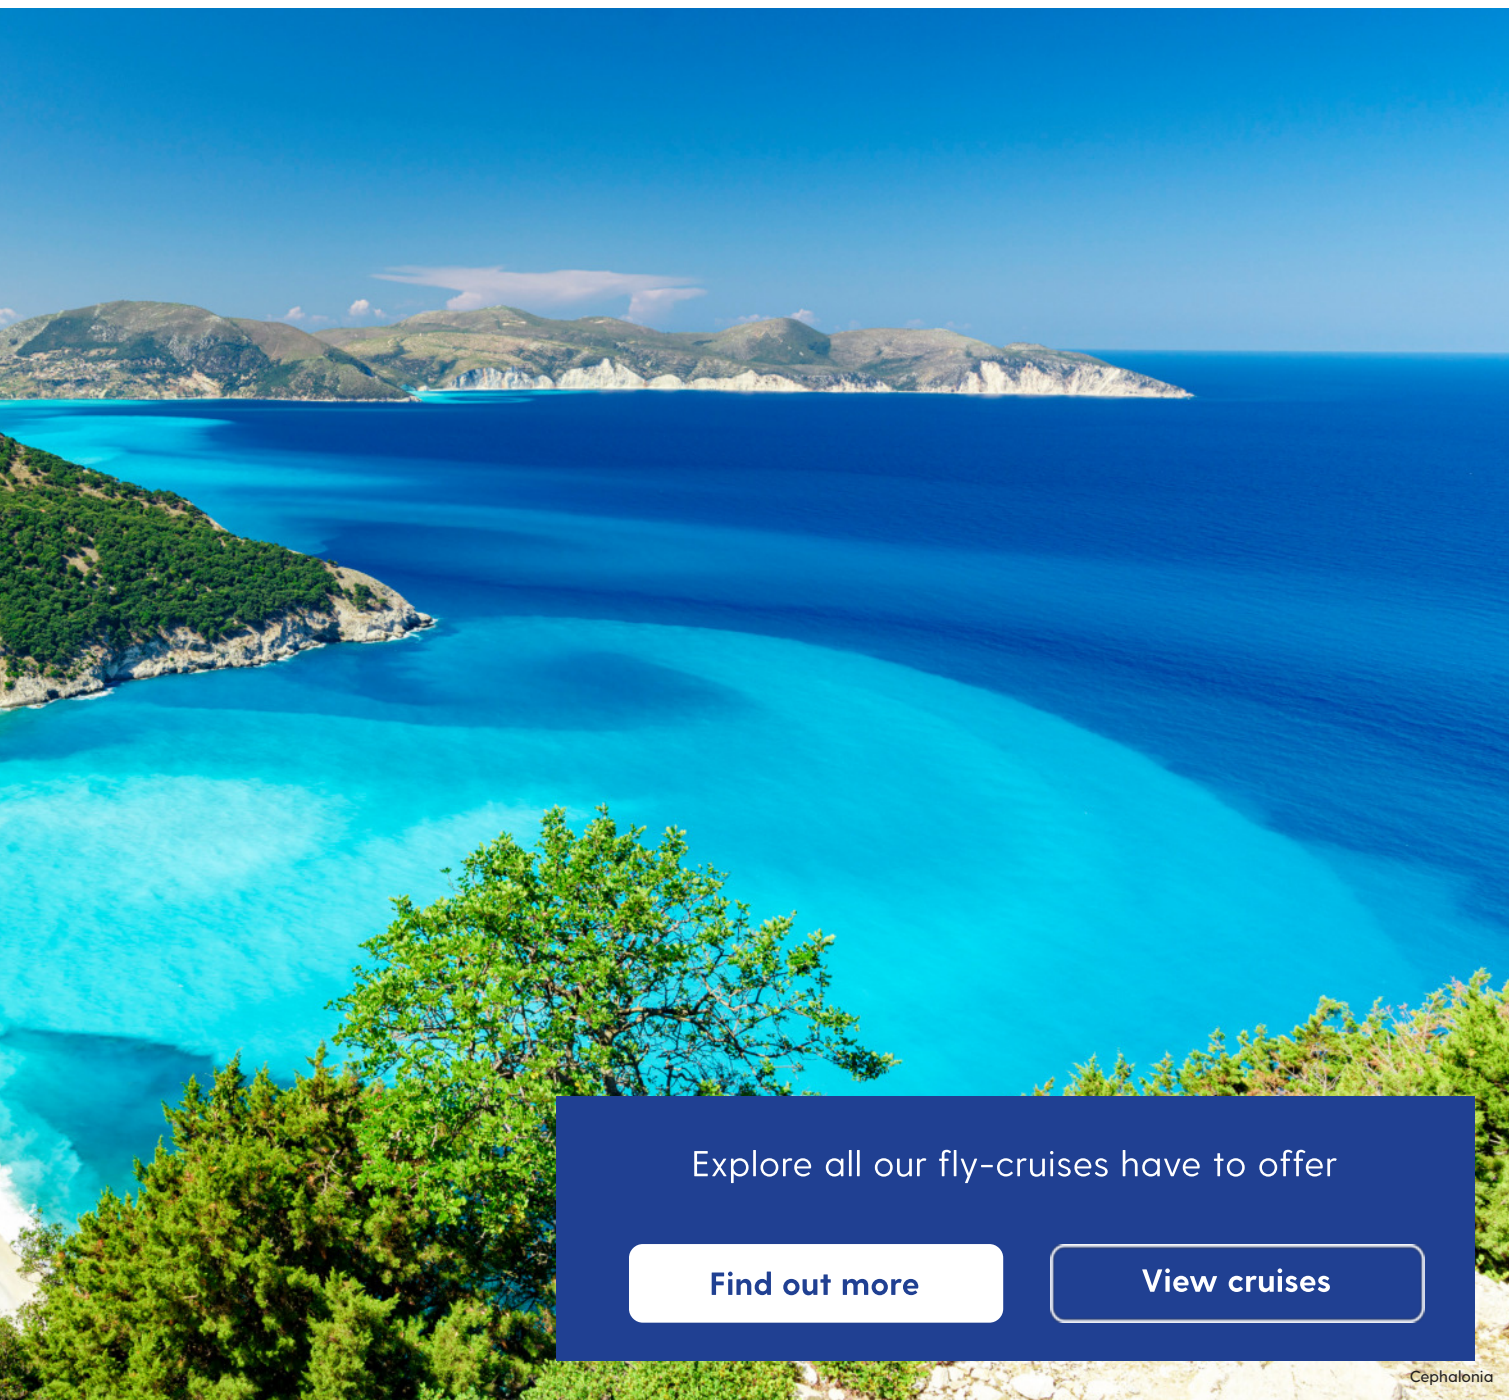 Explore all our fly-cruises have to offer
Find out more
View cruises
Cephalonia